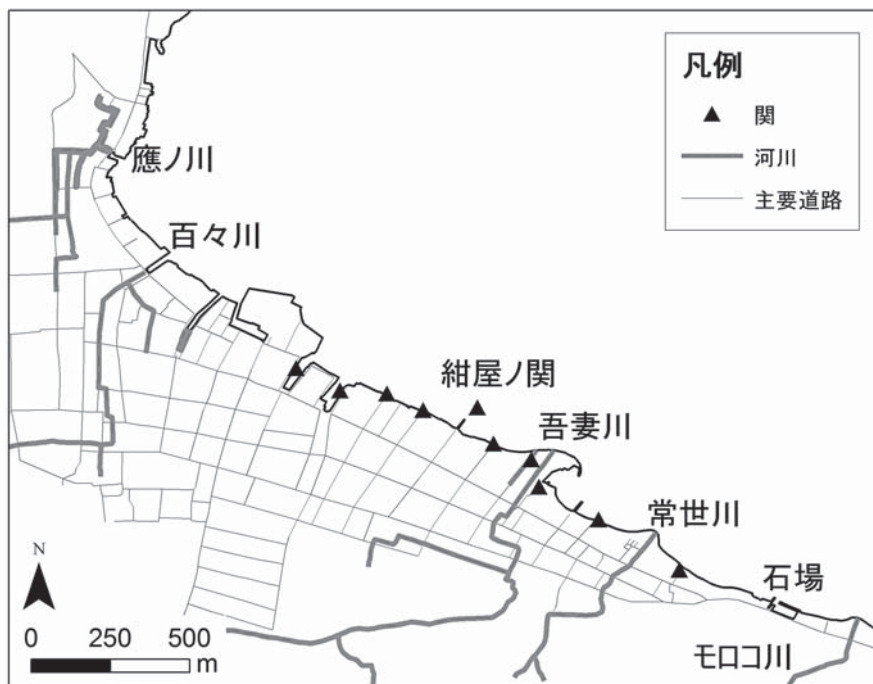 凡例
関
河川
主要道路
應ノ川
百々川
紺屋ノ関
吾妻川
常世川
石場
モロコ川
N
0 250 500
m